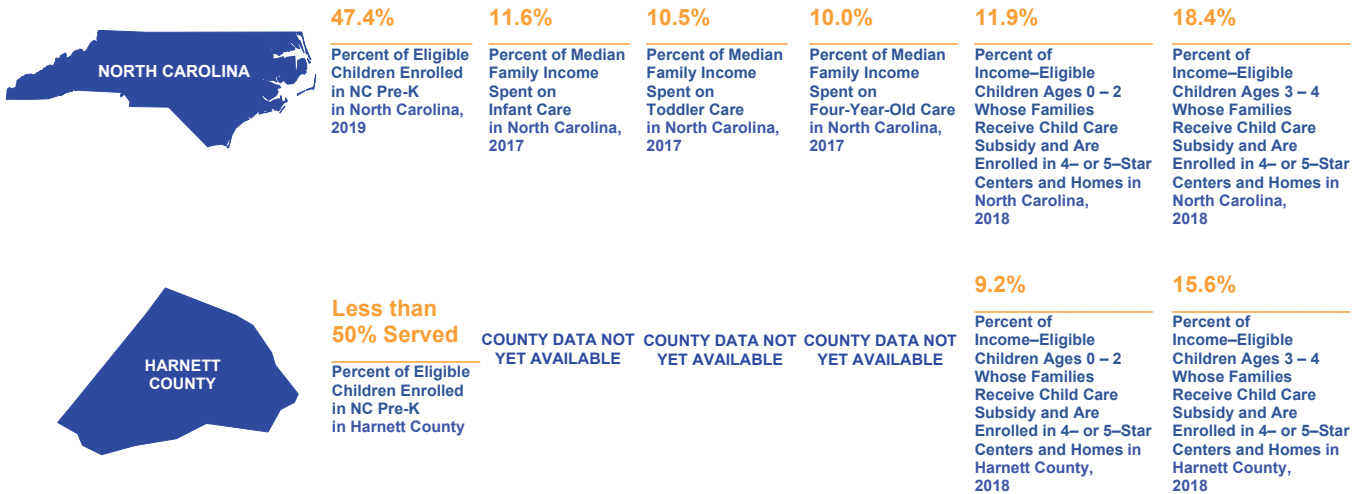 NORTH CAROLINA
47.4%
Percent of Eligible
Children Enrolled
in NC Pre-K
in North Carolina,
2019
11.6%
Percent of Median
Family Income
Spent on
Infant Care
in North Carolina,
2017
10.5%
Percent of Median
Family Income
Spent on
Toddler Care
in North Carolina,
2017
10.0%
Percent of Median
Family Income
Spent on
Four-Year-Old Care
in North Carolina,
2017
11.9%
Percent of
Income–Eligible
Children Ages 0 – 2
Whose Families
Receive Child Care
Subsidy and Are
Enrolled in 4– or 5–Star
Centers and Homes in
North Carolina,
2018
18.4%
Percent of
Income–Eligible
Children Ages 3 – 4
Whose Families
Receive Child Care
Subsidy and Are
Enrolled in 4– or 5–Star
Centers and Homes in
North Carolina,
2018
HARNETT
COUNTY
Less than
50% Served
Percent of Eligible
Children Enrolled
in NC Pre-K
in Harnett County
COUNTY DATA NOT
YET AVAILABLE
COUNTY DATA NOT
YET AVAILABLE
COUNTY DATA NOT
YET AVAILABLE
9.2%
Percent of
Income–Eligible
Children Ages 0 – 2
Whose Families
Receive Child Care
Subsidy and Are
Enrolled in 4– or 5–Star
Centers and Homes in
Harnett County,
2018
15.6%
Percent of
Income–Eligible
Children Ages 3 – 4
Whose Families
Receive Child Care
Subsidy and Are
Enrolled in 4– or 5–Star
Centers and Homes in
Harnett County,
2018